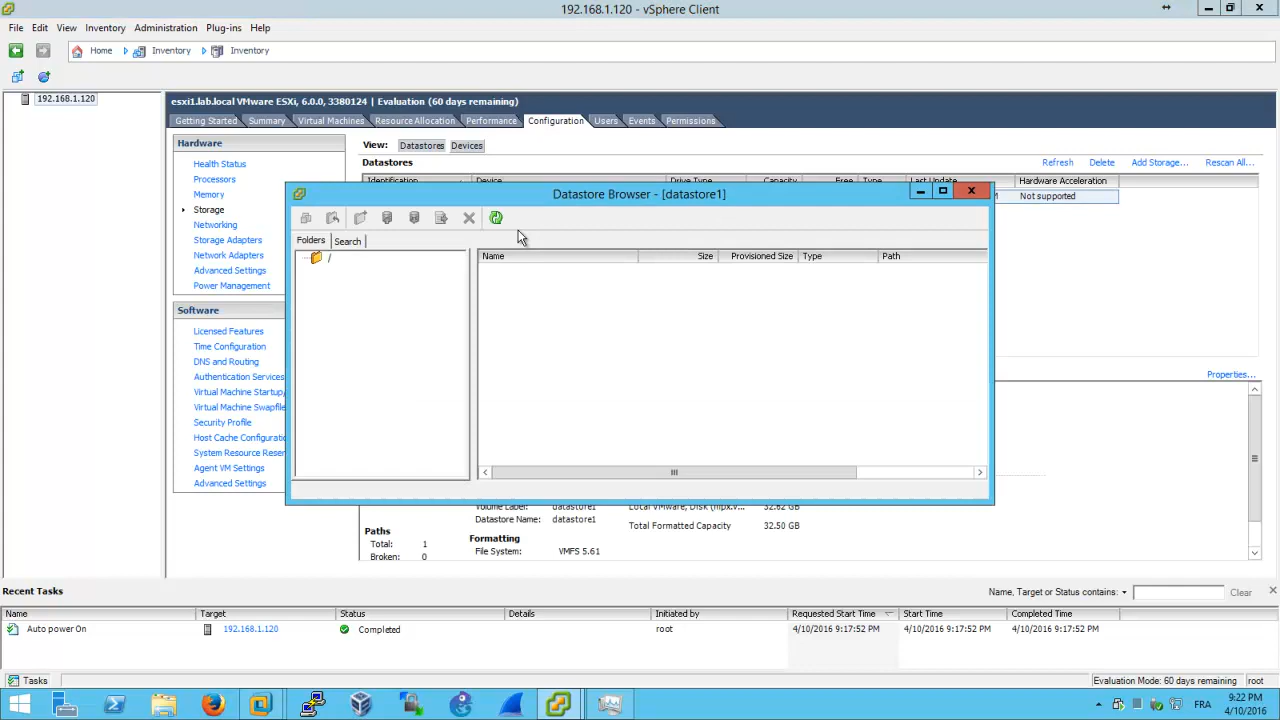 192.168.1.120 - vSphere Client
File Edit View Inventory Administration Plug-ins Help
Home Inventory Inventory
192.168.1.120
esxi1.lab.local VMware ESXi, 6.0.0, 3380124 | Evaluation (60 days remaining)
Getting Started Summary Virtual Machines Resource Allocation Performance Configuration Users Events Permissions
Hardware
Health Status
Processors
Memory
Storage
Networking
Storage Adapters
Network Adapters
Advanced Settings
Power Management
Software
Licensed Features
Time Configuration
DNS and Routing
Authentication Services
Virtual Machine Startup/
Virtual Machine Swapfile
Security Profile
Host Cache Configurati
System Resource Reser
Agent VM Settings
Advanced Settings
View: Datastores Devices
Datastores
Refresh Delete Add Storage... Rescan All...
Identification Device Drive Type Capacity Free Type Last Update Hardware Acceleration
M Not supported
Datastore Browser - [datastore1]
Folders Search
/
Name Size Provisioned Size Type Path
Properties...
Volume Label: datastore1
Datastore Name: datastore1
Local VMware, Disk (mpx.v... 32.62 GB
Total Formatted Capacity 32.50 GB
Paths
Total: 1
Broken: 0
Formatting
File System: VMFS 5.61
Recent Tasks
Name, Target or Status contains: Clear
Name Target Status Details Initiated by Requested Start Time Start Time Completed Time
Auto power On 192.168.1.120 Completed root 4/10/2016 9:17:52 PM 4/10/2016 9:17:52 PM 4/10/2016 9:17:52 PM
Tasks
Evaluation Mode: 60 days remaining root
FRA
9:22 PM
4/10/2016